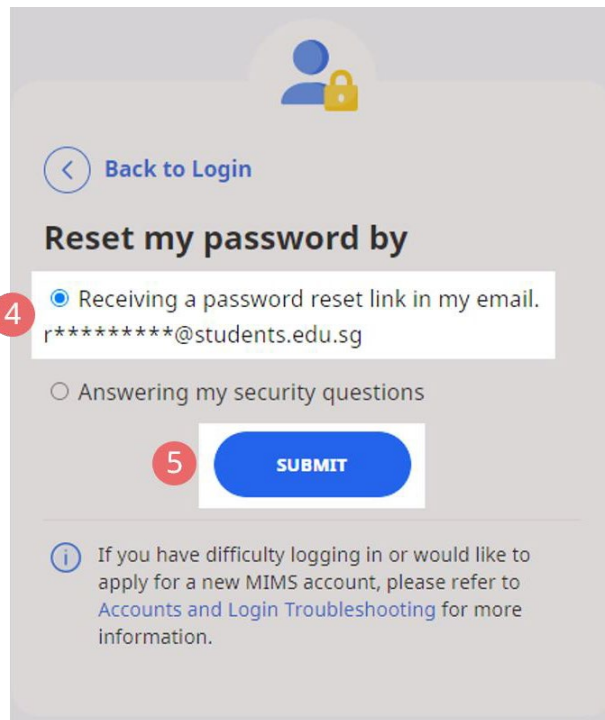 Back to Login
Reset my password by
4
Receiving a password reset link in my email.
r*********@students.edu.sg
Answering my security questions
5
SUBMIT
If you have difficulty logging in or would like to
apply for a new MIMS account, please refer to
Accounts and Login Troubleshooting for more
information.